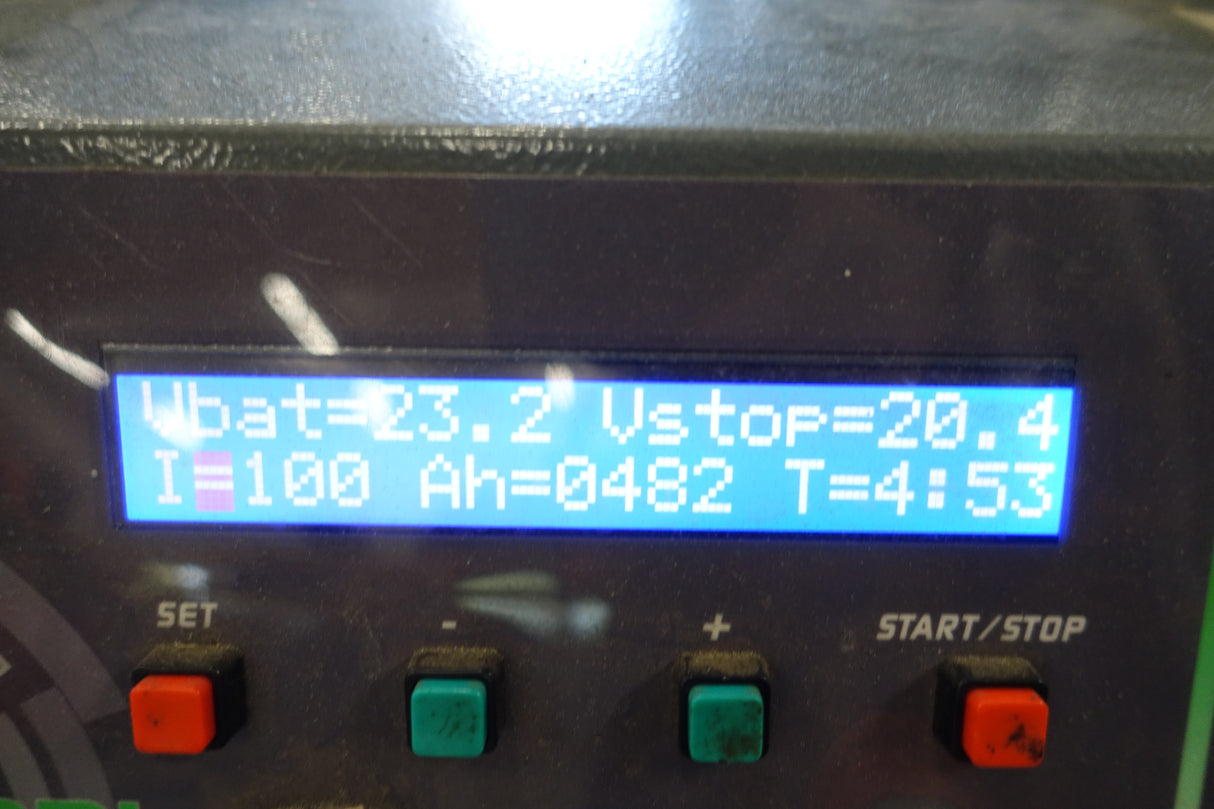 Vbat=23.2 Vstop=20.4
I=100 Ah=0482 T=4:53
SET - + START/STOP